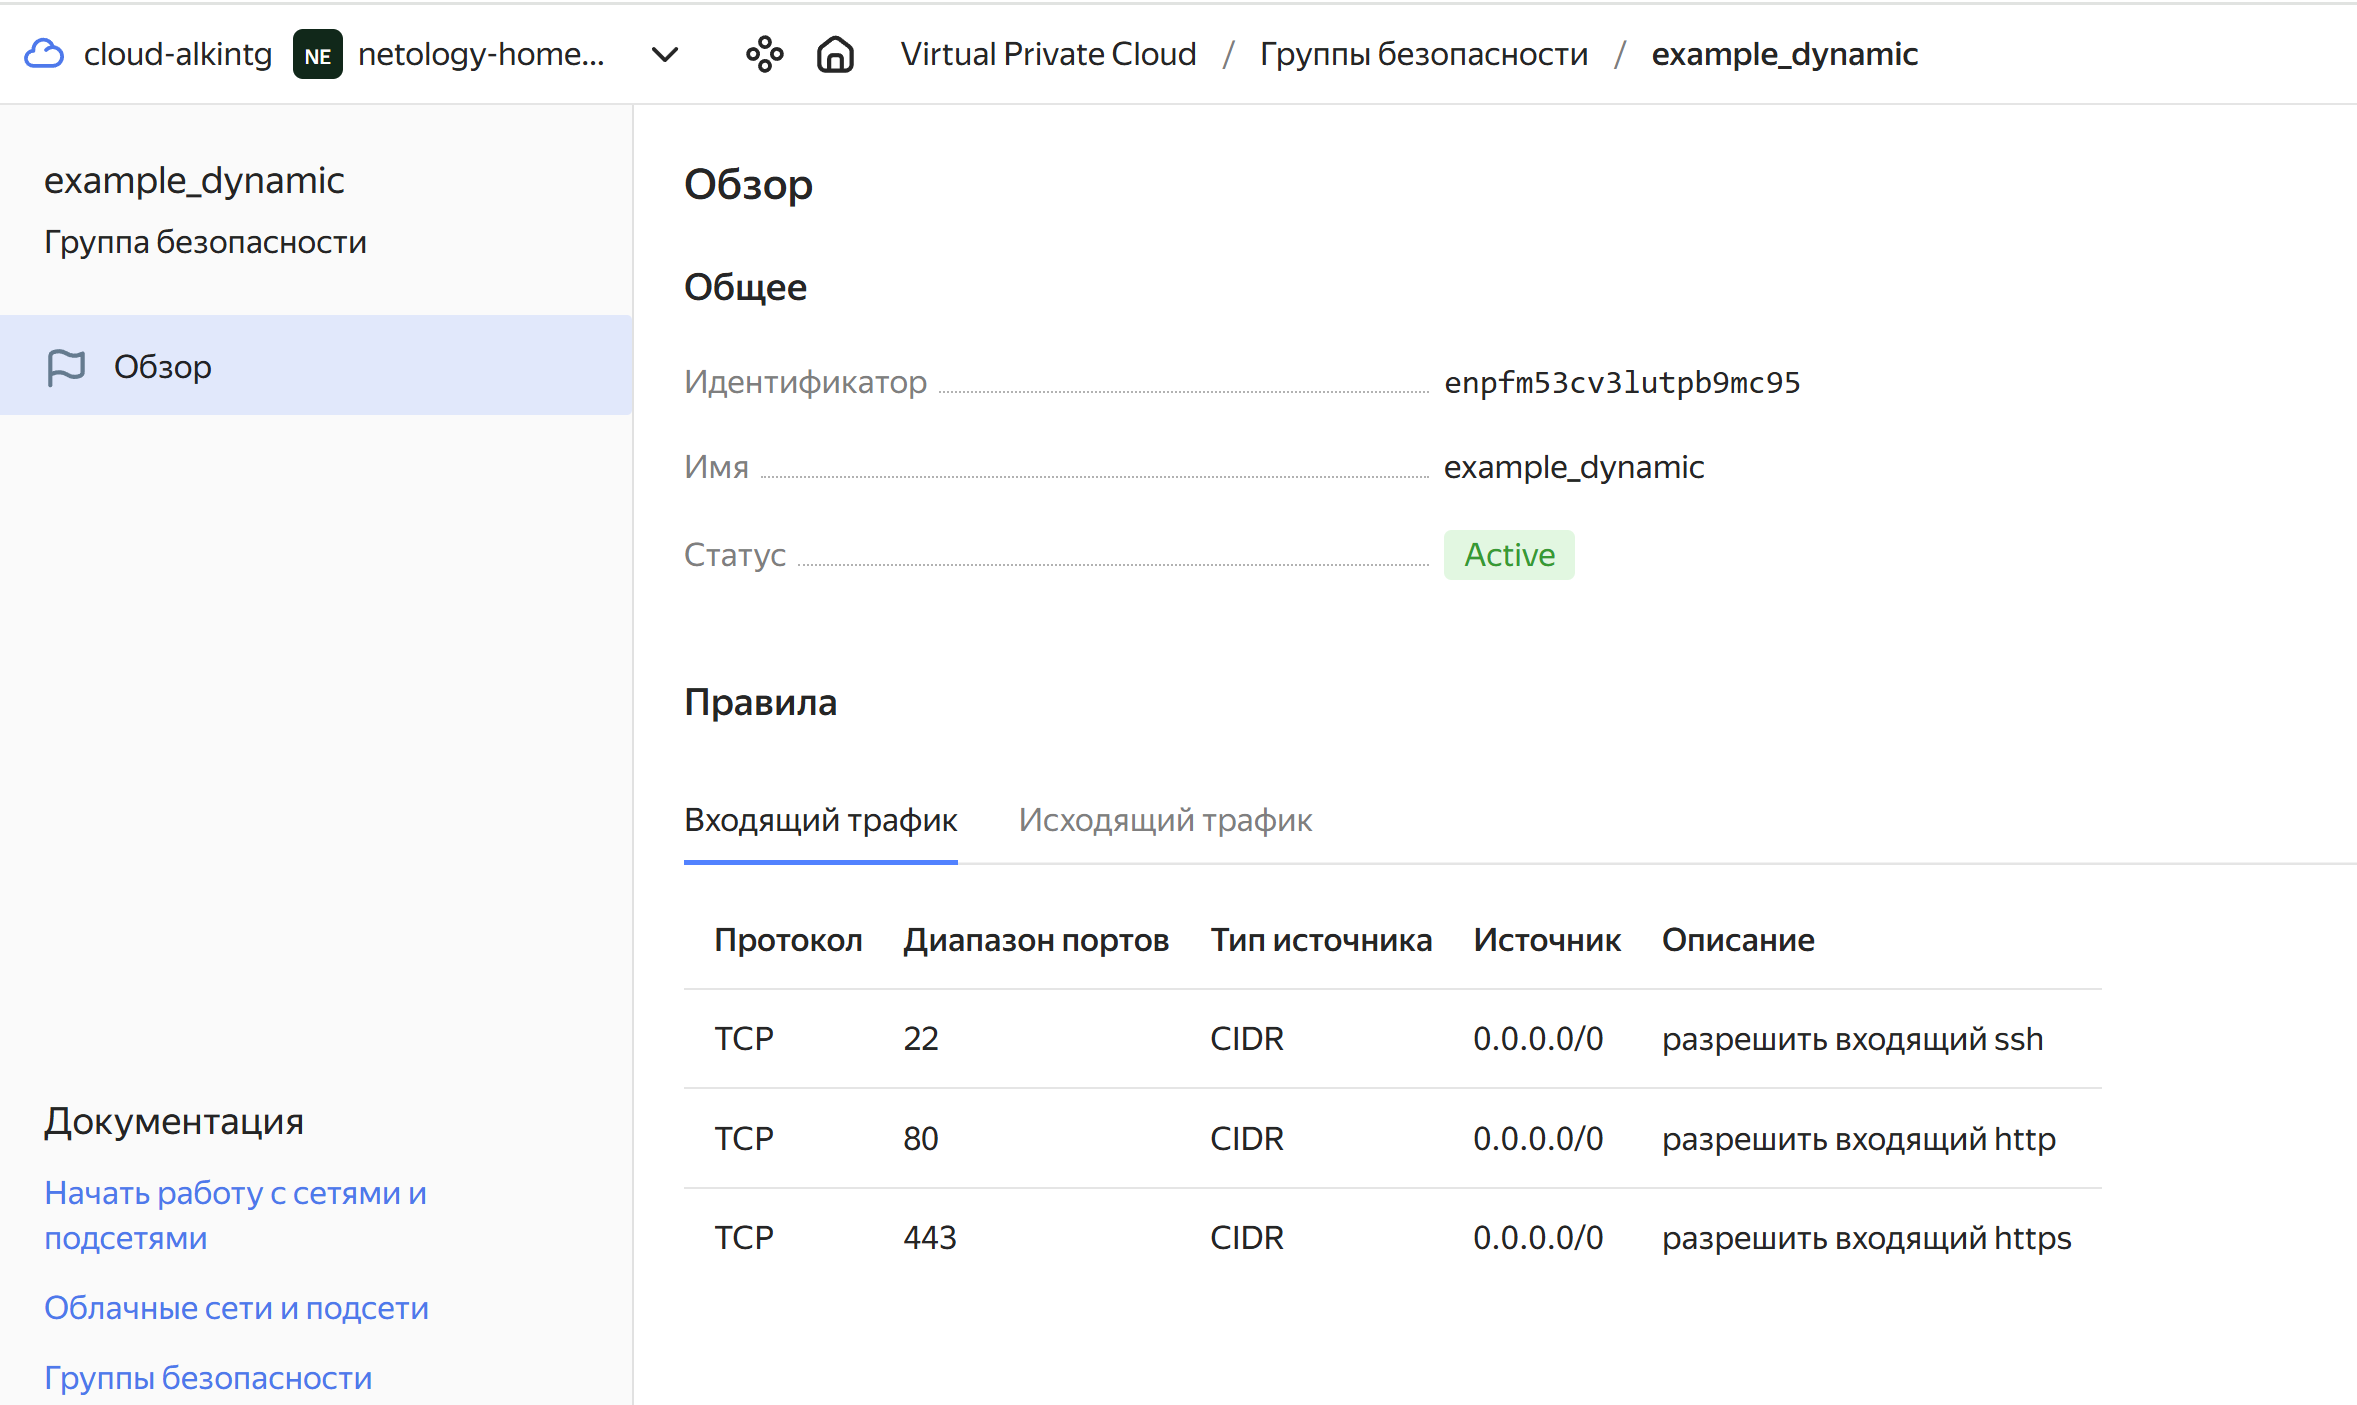 cloud-alkintg NE netology-home... Virtual Private Cloud / Группы безопасности / example_dynamic
example_dynamic
Группа безопасности
Обзор
Документация
Начать работу с сетями и
подсетями
Облачные сети и подсети
Группы безопасности
Обзор
Общее
Идентификатор enpfm53cv3lutpb9mc95
Имя example_dynamic
Статус Active
Правила
Входящий трафик Исходящий трафик
Протокол Диапазон портов Тип источника Источник Описание
TCP 22 CIDR 0.0.0.0/0 разрешить входящий ssh
TCP 80 CIDR 0.0.0.0/0 разрешить входящий http
TCP 443 CIDR 0.0.0.0/0 разрешить входящий https